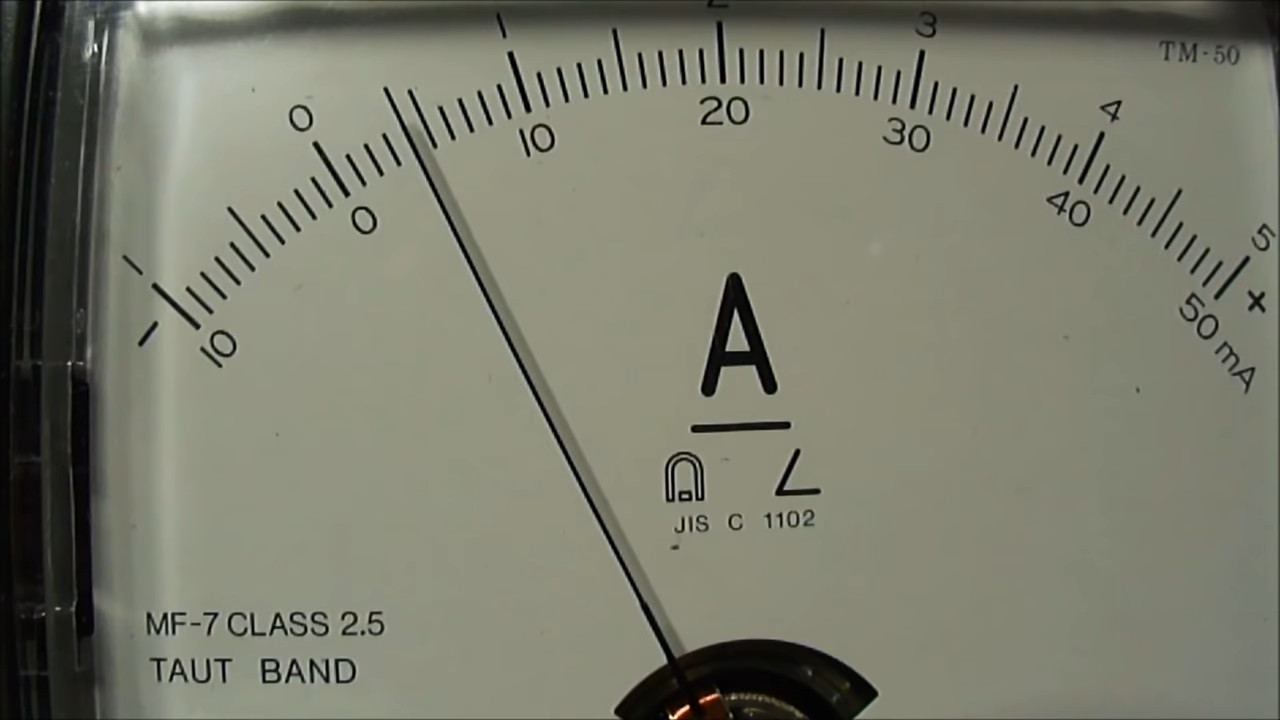 1 0 1 2 3 4 5
10 0 10 20 30 40 50 mA
− +
TM-50
A
JIS C 1102
MF-7 CLASS 2.5
TAUT BAND